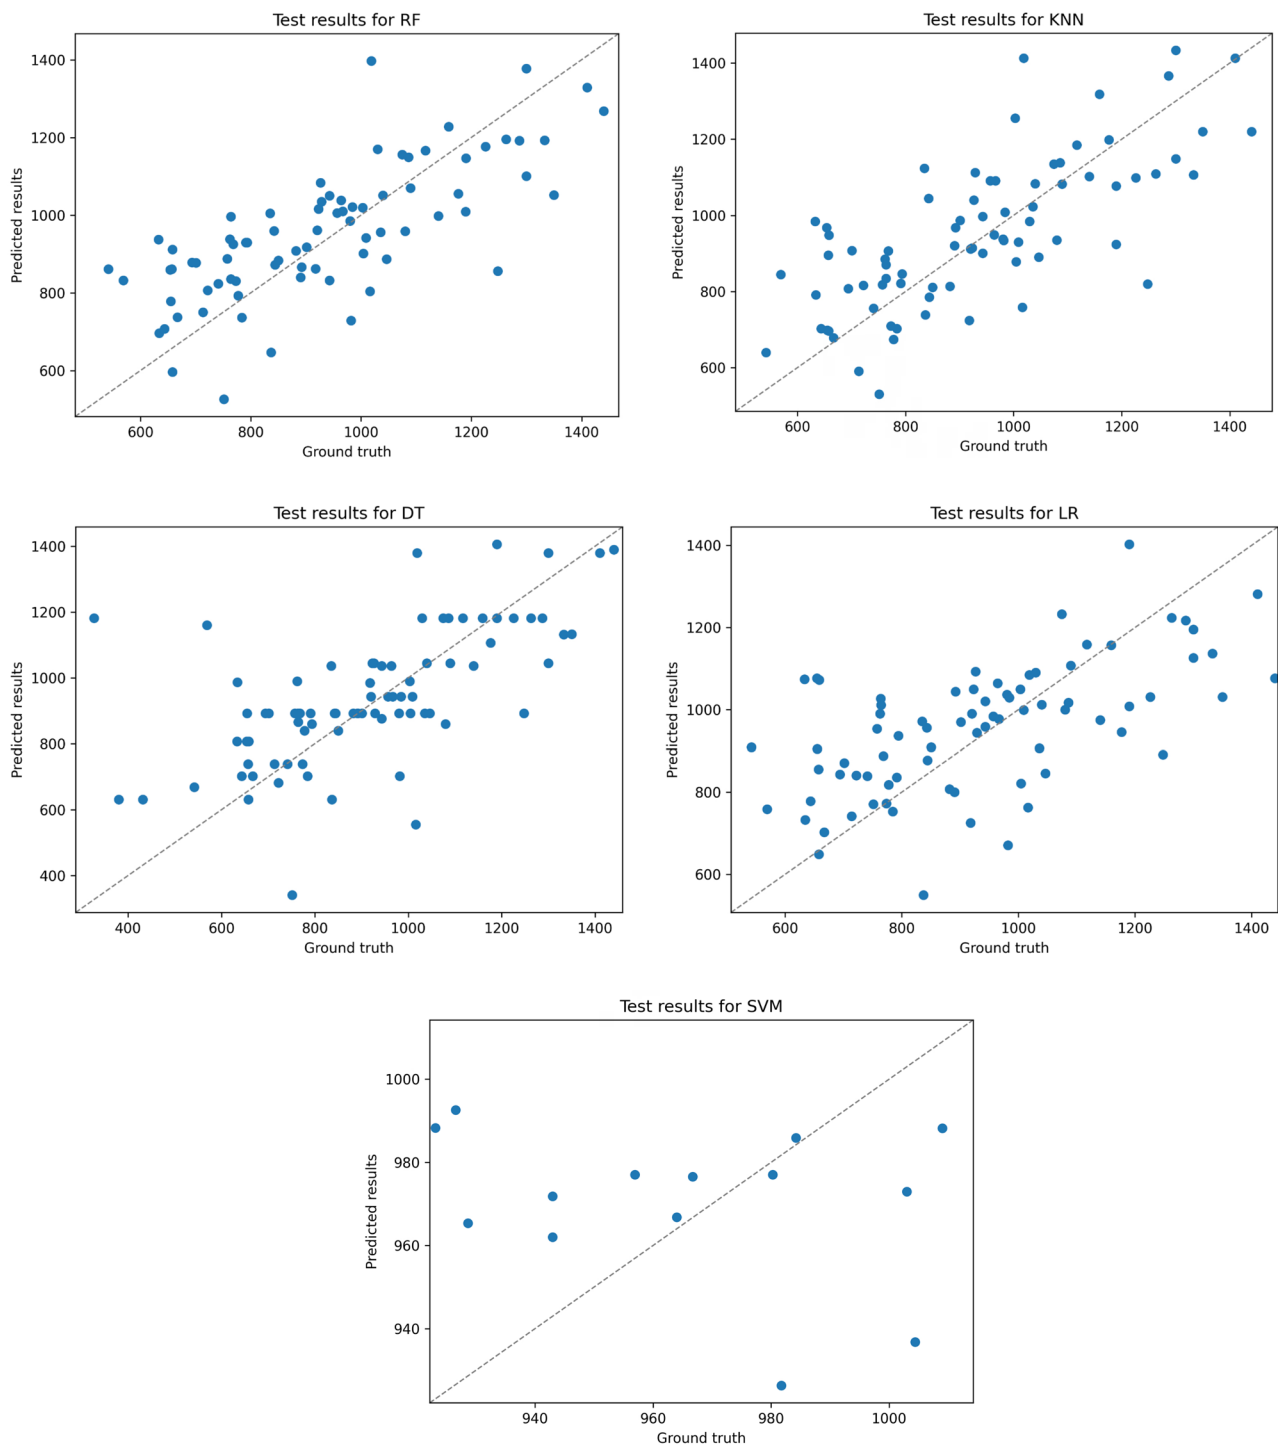 Test results for RF
Predicted results
1400
1200
1000
800
600
600 800 1000 1200 1400
Ground truth
Test results for KNN
Predicted results
1400
1200
1000
800
600
600 800 1000 1200 1400
Ground truth
Test results for DT
Predicted results
1400
1200
1000
800
600
400
400 600 800 1000 1200 1400
Ground truth
Test results for LR
Predicted results
1400
1200
1000
800
600
600 800 1000 1200 1400
Ground truth
Test results for SVM
Predicted results
1000
980
960
940
940 960 980 1000
Ground truth